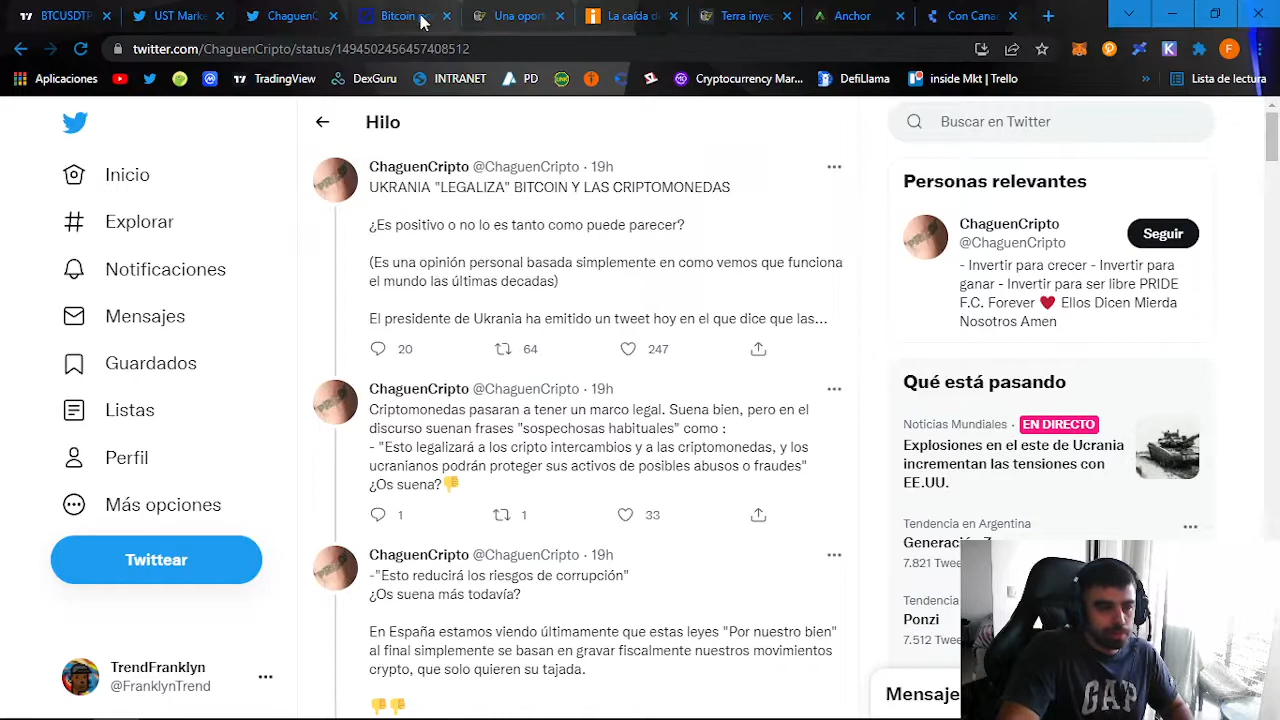 BTCUSDTP
UST Marke
ChaguenC
Bitcoin
Una oport
La caída de
Terra inyec
Anchor
Con Canac
twitter.com/ChaguenCripto/status/1494502456457408512
Aplicaciones
TradingView
DexGuru
INTRANET
PD
Cryptocurrency Mar...
DefiLlama
inside Mkt | Trello
»
Lista de lectura
Inicio
Explorar
Notificaciones
Mensajes
Guardados
Listas
Perfil
Más opciones
Twittear
TrendFranklyn
@FranklynTrend
Hilo
ChaguenCripto @ChaguenCripto · 19h
UKRANIA "LEGALIZA" BITCOIN Y LAS CRIPTOMONEDAS
¿Es positivo o no lo es tanto como puede parecer?
(Es una opinión personal basada simplemente en como vemos que funciona
el mundo las últimas decadas)
El presidente de Ukrania ha emitido un tweet hoy en el que dice que las...
20 64 247
ChaguenCripto @ChaguenCripto · 19h
Criptomonedas pasaran a tener un marco legal. Suena bien, pero en el
discurso suenan frases "sospechosas habituales" como :
- "Esto legalizará a los cripto intercambios y a las criptomonedas, y los
ucranianos podrán proteger sus activos de posibles abusos o fraudes"
¿Os suena?👎
1 1 33
ChaguenCripto @ChaguenCripto · 19h
-"Esto reducirá los riesgos de corrupción"
¿Os suena más todavía?
En España estamos viendo últimamente que estas leyes "Por nuestro bien"
al final simplemente se basan en gravar fiscalmente nuestros movimientos
crypto, que solo quieren su tajada.
👎👎
Buscar en Twitter
Personas relevantes
ChaguenCripto
@ChaguenCripto
Seguir
- Invertir para crecer - Invertir para
ganar - Invertir para ser libre PRIDE
F.C. Forever ❤️ Ellos Dicen Mierda
Nosotros Amen
Qué está pasando
Noticias Mundiales · EN DIRECTO
Explosiones en el este de Ucrania
incrementan las tensiones con
EE.UU.
Tendencia en Argentina
Generación Z
7.821 Twee
Tendencia
Ponzi
7.512 Twee
Mensaje
GAP